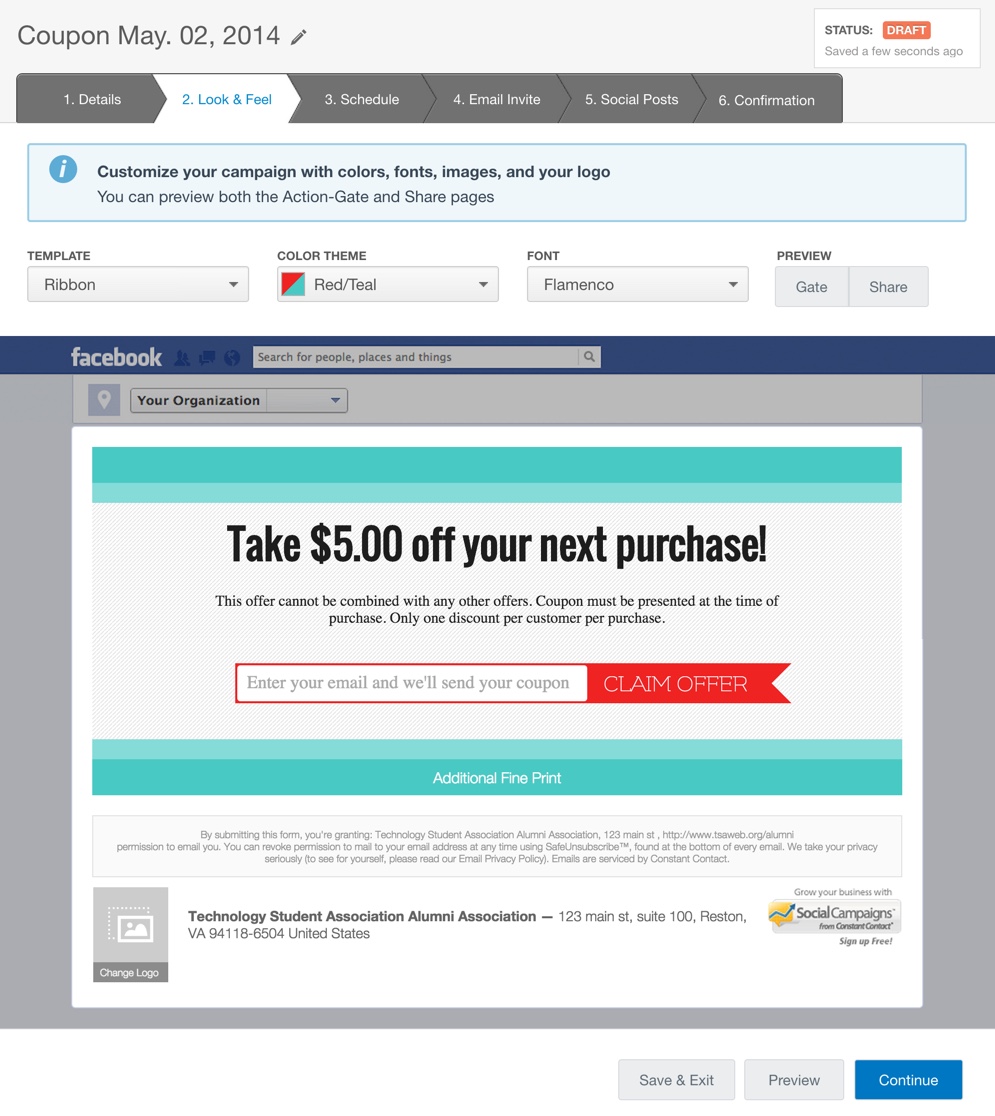 Coupon May. 02, 2014
STATUS: DRAFT
Saved a few seconds ago
1. Details
2. Look & Feel
3. Schedule
4. Email Invite
5. Social Posts
6. Confirmation
i
Customize your campaign with colors, fonts, images, and your logo
You can preview both the Action-Gate and Share pages
TEMPLATE
COLOR THEME
FONT
PREVIEW
Ribbon
Red/Teal
Flamenco
Gate
Share
facebook
Search for people, places and things
Your Organization
Take $5.00 off your next purchase!
This offer cannot be combined with any other offers. Coupon must be presented at the time of
purchase. Only one discount per customer per purchase.
Enter your email and we'll send your coupon
CLAIM OFFER
Additional Fine Print
By submitting this form, you're granting: Technology Student Association Alumni Association, 123 main st , http://www.tsaweb.org/alumni
permission to email you. You can revoke permission to mail to your email address at any time using SafeUnsubscribe™, found at the bottom of every email. We take your privacy
seriously (to see for yourself, please read our Email Privacy Policy). Emails are serviced by Constant Contact.
Change Logo
Technology Student Association Alumni Association — 123 main st, suite 100, Reston,
VA 94118-6504 United States
Grow your business with
SocialCampaigns™
from Constant Contact®
Sign up Free!
Save & Exit
Preview
Continue